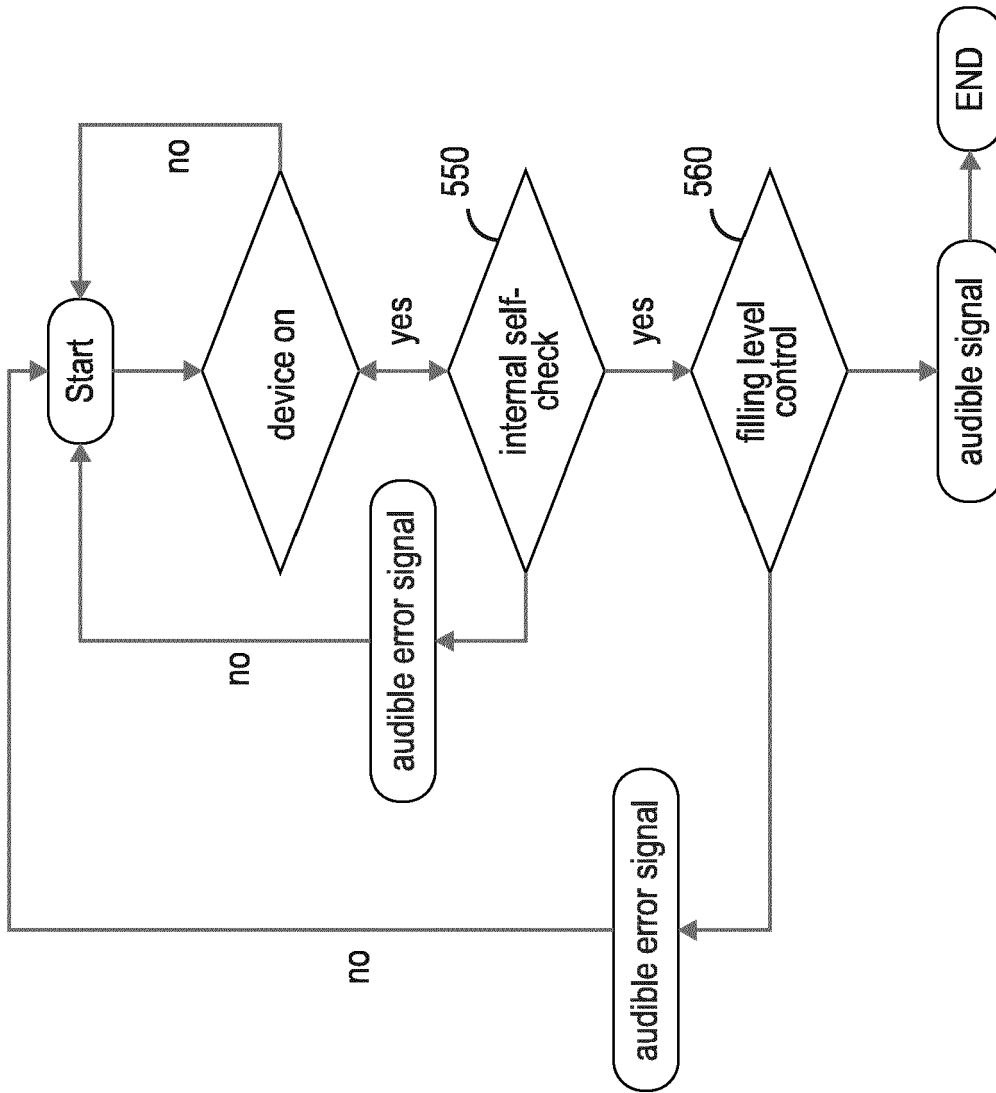 Start
no
device on
yes
550
internal self-
check
no
audible error signal
yes
560
filling level
control
no
audible error signal
audible signal
END